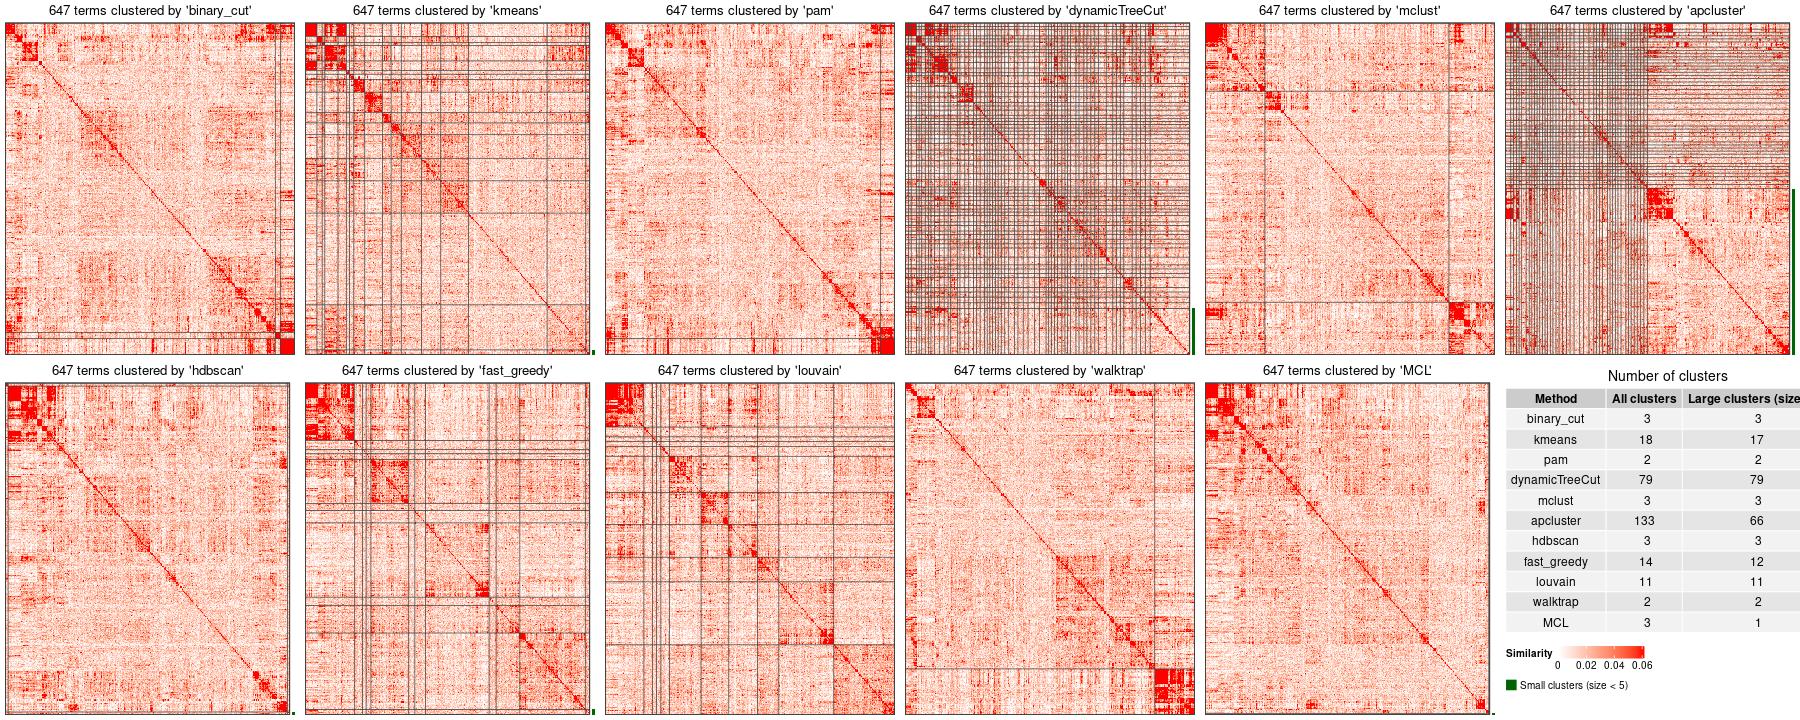 647 terms clustered by 'binary_cut'
647 terms clustered by 'kmeans'
647 terms clustered by 'pam'
647 terms clustered by 'dynamicTreeCut'
647 terms clustered by 'mclust'
647 terms clustered by 'apcluster'
647 terms clustered by 'hdbscan'
647 terms clustered by 'fast_greedy'
647 terms clustered by 'louvain'
647 terms clustered by 'walktrap'
647 terms clustered by 'MCL'
Number of clusters
Method All clusters Large clusters (size
binary_cut 3 3
kmeans 18 17
pam 2 2
dynamicTreeCut 79 79
mclust 3 3
apcluster 133 66
hdbscan 3 3
fast_greedy 14 12
louvain 11 11
walktrap 2 2
MCL 3 1
Similarity
0 0.02 0.04 0.06
Small clusters (size < 5)